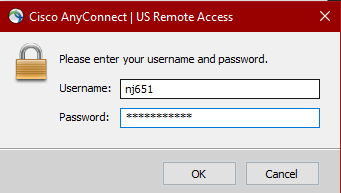 Cisco AnyConnect | US Remote Access
Please enter your username and password.
Username: nj651
Password: ***********
OK Cancel